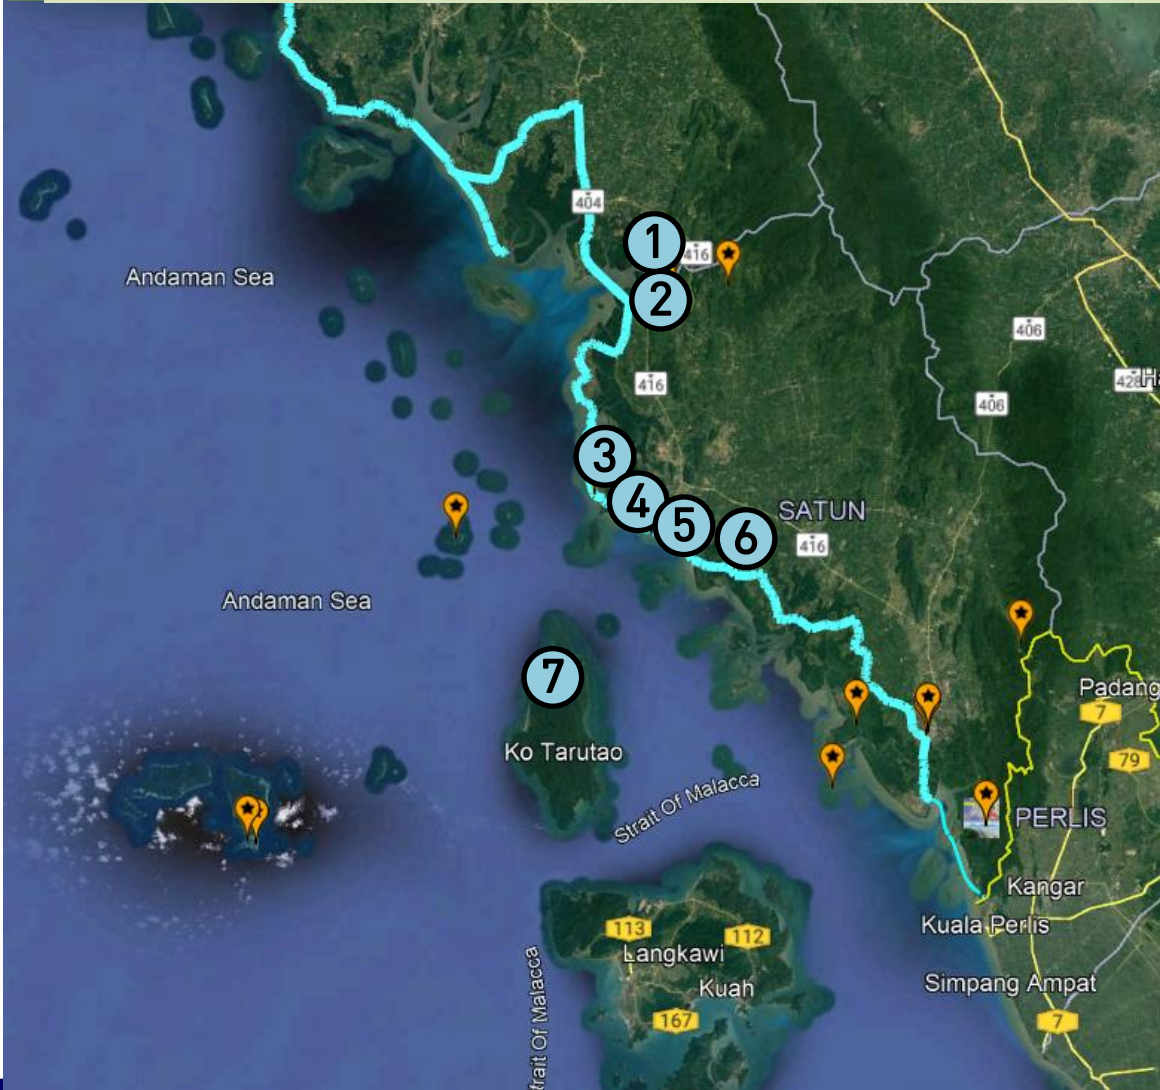 404
1
416
Andaman Sea
2
406
416
428
406
3
4
SATUN
5
6
416
Andaman Sea
7
Padang
7
Ko Tarutao
79
Strait Of Malacca
PERLIS
Kangar
113
112
Kuala Perlis
Langkawi
Simpang Ampat
Kuah
trait Of Malacca
167
7